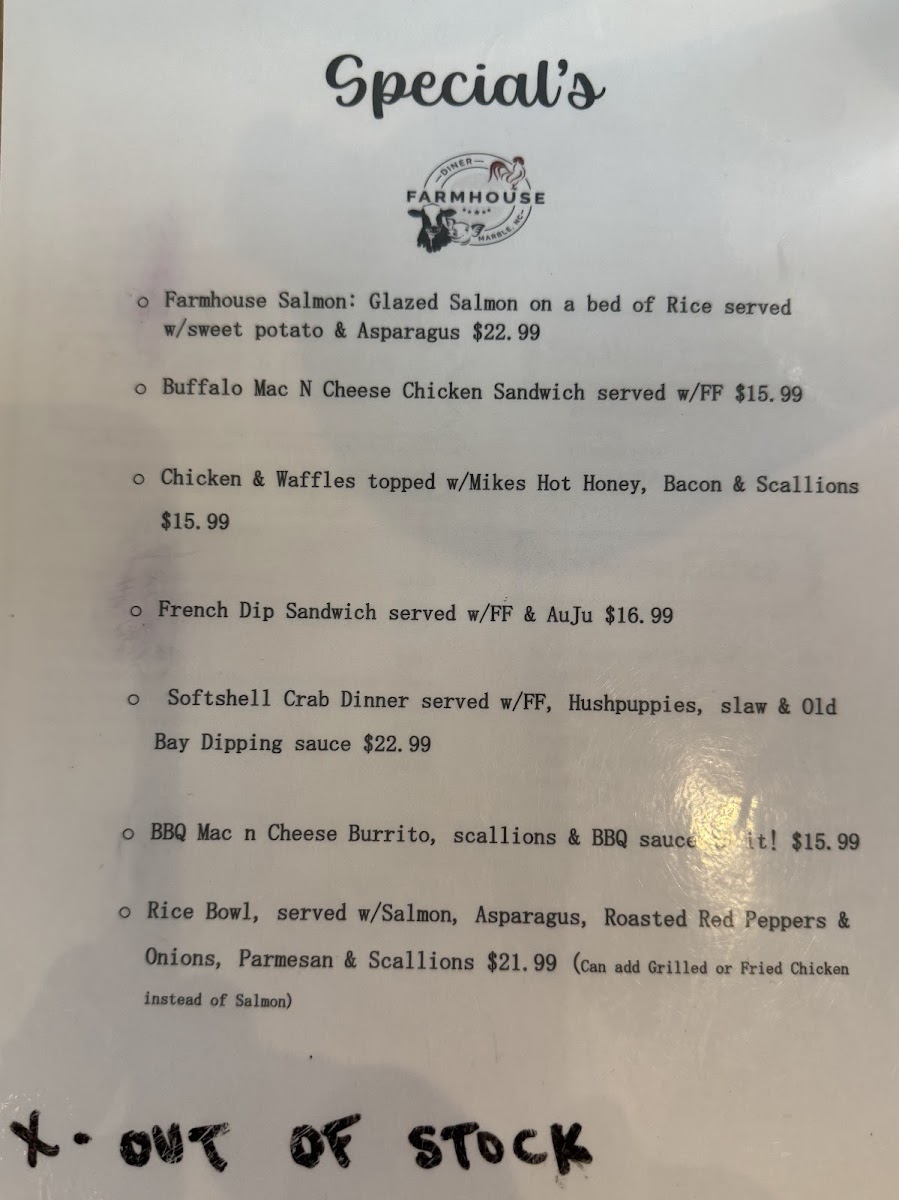 Special's
DINER
FARMHOUSE
MARBLE, NC
Farmhouse Salmon: Glazed Salmon on a bed of Rice served
w/sweet potato & Asparagus $22.99
Buffalo Mac N Cheese Chicken Sandwich served w/FF $15.99
Chicken & Waffles topped w/Mikes Hot Honey, Bacon & Scallions
$15.99
French Dip Sandwich served w/FF & AuJu $16.99
Softshell Crab Dinner served w/FF, Hushpuppies, slaw & Old
Bay Dipping sauce $22.99
BBQ Mac n Cheese Burrito, scallions & BBQ sauce it! $15.99
Rice Bowl, served w/Salmon, Asparagus, Roasted Red Peppers &
Onions, Parmesan & Scallions $21.99 (Can add Grilled or Fried Chicken
instead of Salmon)
X - OUT OF STOCK